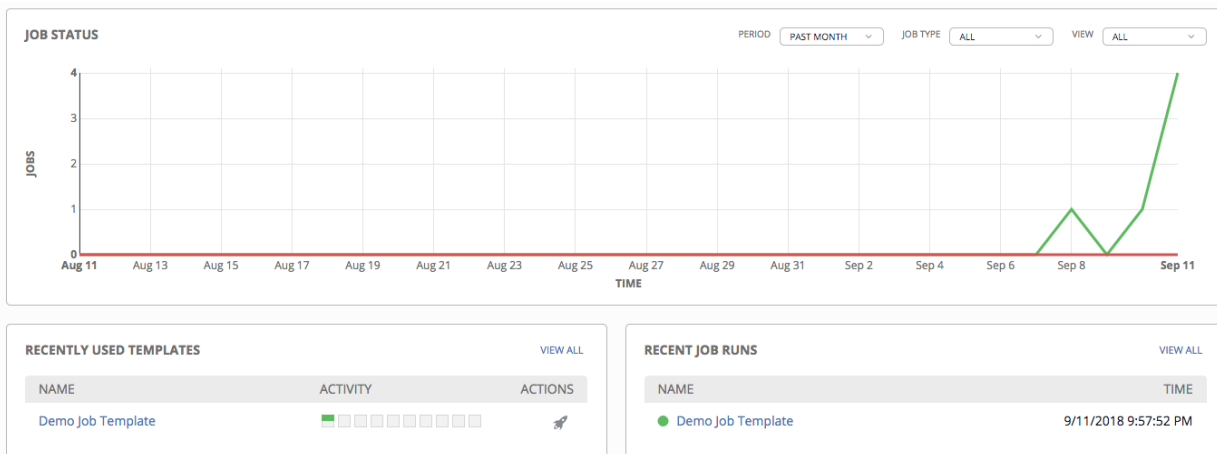 JOB STATUS
PERIOD PAST MONTH JOB TYPE ALL VIEW ALL
4
3
2
1
0
JOBS
Aug 11 Aug 13 Aug 15 Aug 17 Aug 19 Aug 21 Aug 23 Aug 25 Aug 27 Aug 29 Aug 31 Sep 2 Sep 4 Sep 6 Sep 8 Sep 11
TIME
RECENTLY USED TEMPLATES VIEW ALL
NAME ACTIVITY ACTIONS
Demo Job Template
RECENT JOB RUNS VIEW ALL
NAME TIME
Demo Job Template 9/11/2018 9:57:52 PM